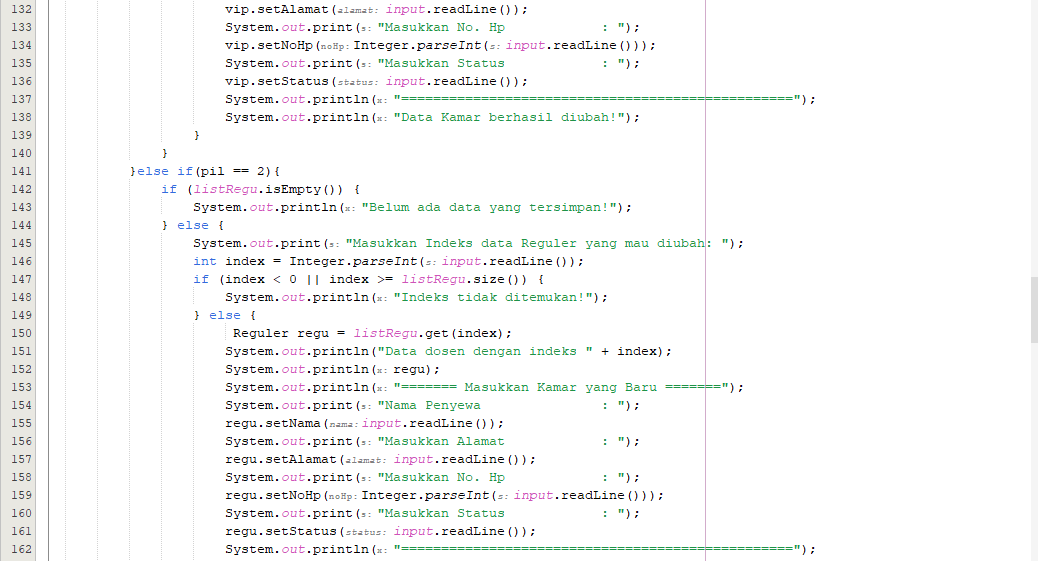 132 vip.setAlamat(alamat: input.readLine());
133 System.out.print(s: "Masukkan No. Hp            : ");
134 vip.setNoHp(noHp: Integer.parseInt(s: input.readLine()));
135 System.out.print(s: "Masukkan Status            : ");
136 vip.setStatus(status: input.readLine());
137 System.out.println(x: "=================================================");
138 System.out.println(x: "Data Kamar berhasil diubah!");
139 }
140 }
141 }else if(pil == 2){
142 if (listRegu.isEmpty()) {
143 System.out.println(x: "Belum ada data yang tersimpan!");
144 } else {
145 System.out.print(s: "Masukkan Indeks data Reguler yang mau diubah: ");
146 int index = Integer.parseInt(s: input.readLine());
147 if (index < 0 || index >= listRegu.size()) {
148 System.out.println(x: "Indeks tidak ditemukan!");
149 } else {
150 Reguler regu = listRegu.get(index);
151 System.out.println("Data dosen dengan indeks " + index);
152 System.out.println(x: regu);
153 System.out.println(x: "======= Masukkan Kamar yang Baru =======");
154 System.out.print(s: "Nama Penyewa               : ");
155 regu.setNama(nama: input.readLine());
156 System.out.print(s: "Masukkan Alamat            : ");
157 regu.setAlamat(alamat: input.readLine());
158 System.out.print(s: "Masukkan No. Hp            : ");
159 regu.setNoHp(noHp: Integer.parseInt(s: input.readLine()));
160 System.out.print(s: "Masukkan Status            : ");
161 regu.setStatus(status: input.readLine());
162 System.out.println(x: "=================================================");